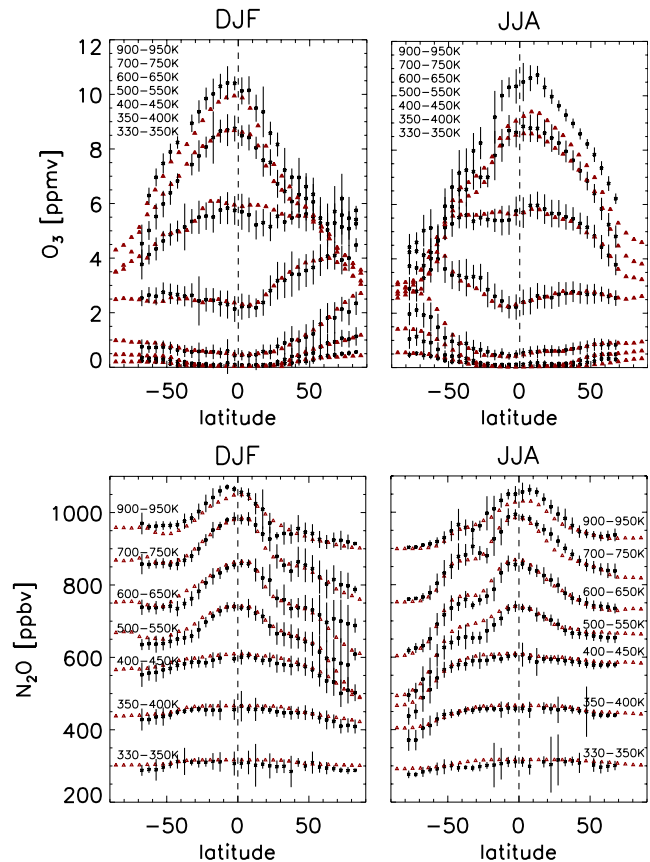 DJF
JJA
O3 [ppmv]
12
10
8
6
4
2
0
900−950K
700−750K
600−650K
500−550K
400−450K
350−400K
330−350K
900−950K
700−750K
600−650K
500−550K
400−450K
350−400K
330−350K
−50 0 50
−50 0 50
latitude
latitude
DJF
JJA
N2O [ppbv]
1000
800
600
400
200
900−950K
700−750K
600−650K
500−550K
400−450K
350−400K
330−350K
900−950K
700−750K
600−650K
500−550K
400−450K
350−400K
330−350K
−50 0 50
−50 0 50
latitude
latitude